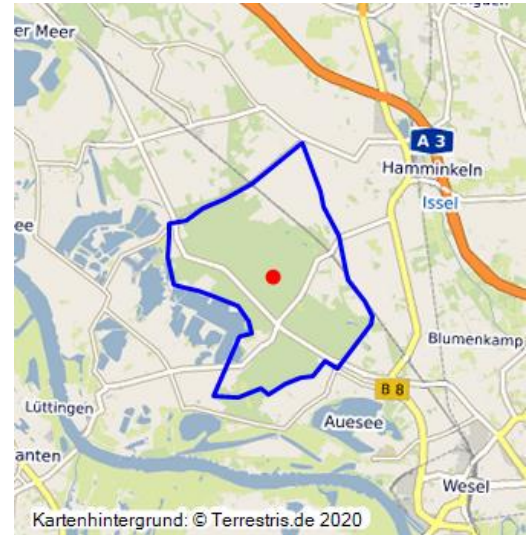 er Meer
A 3
Hamminkeln
Issel
ee
Blumenkamp
B 8
Lüttingen
Auesee
anten
Wesel
Kartenhintergrund: © Terrestris.de 2020